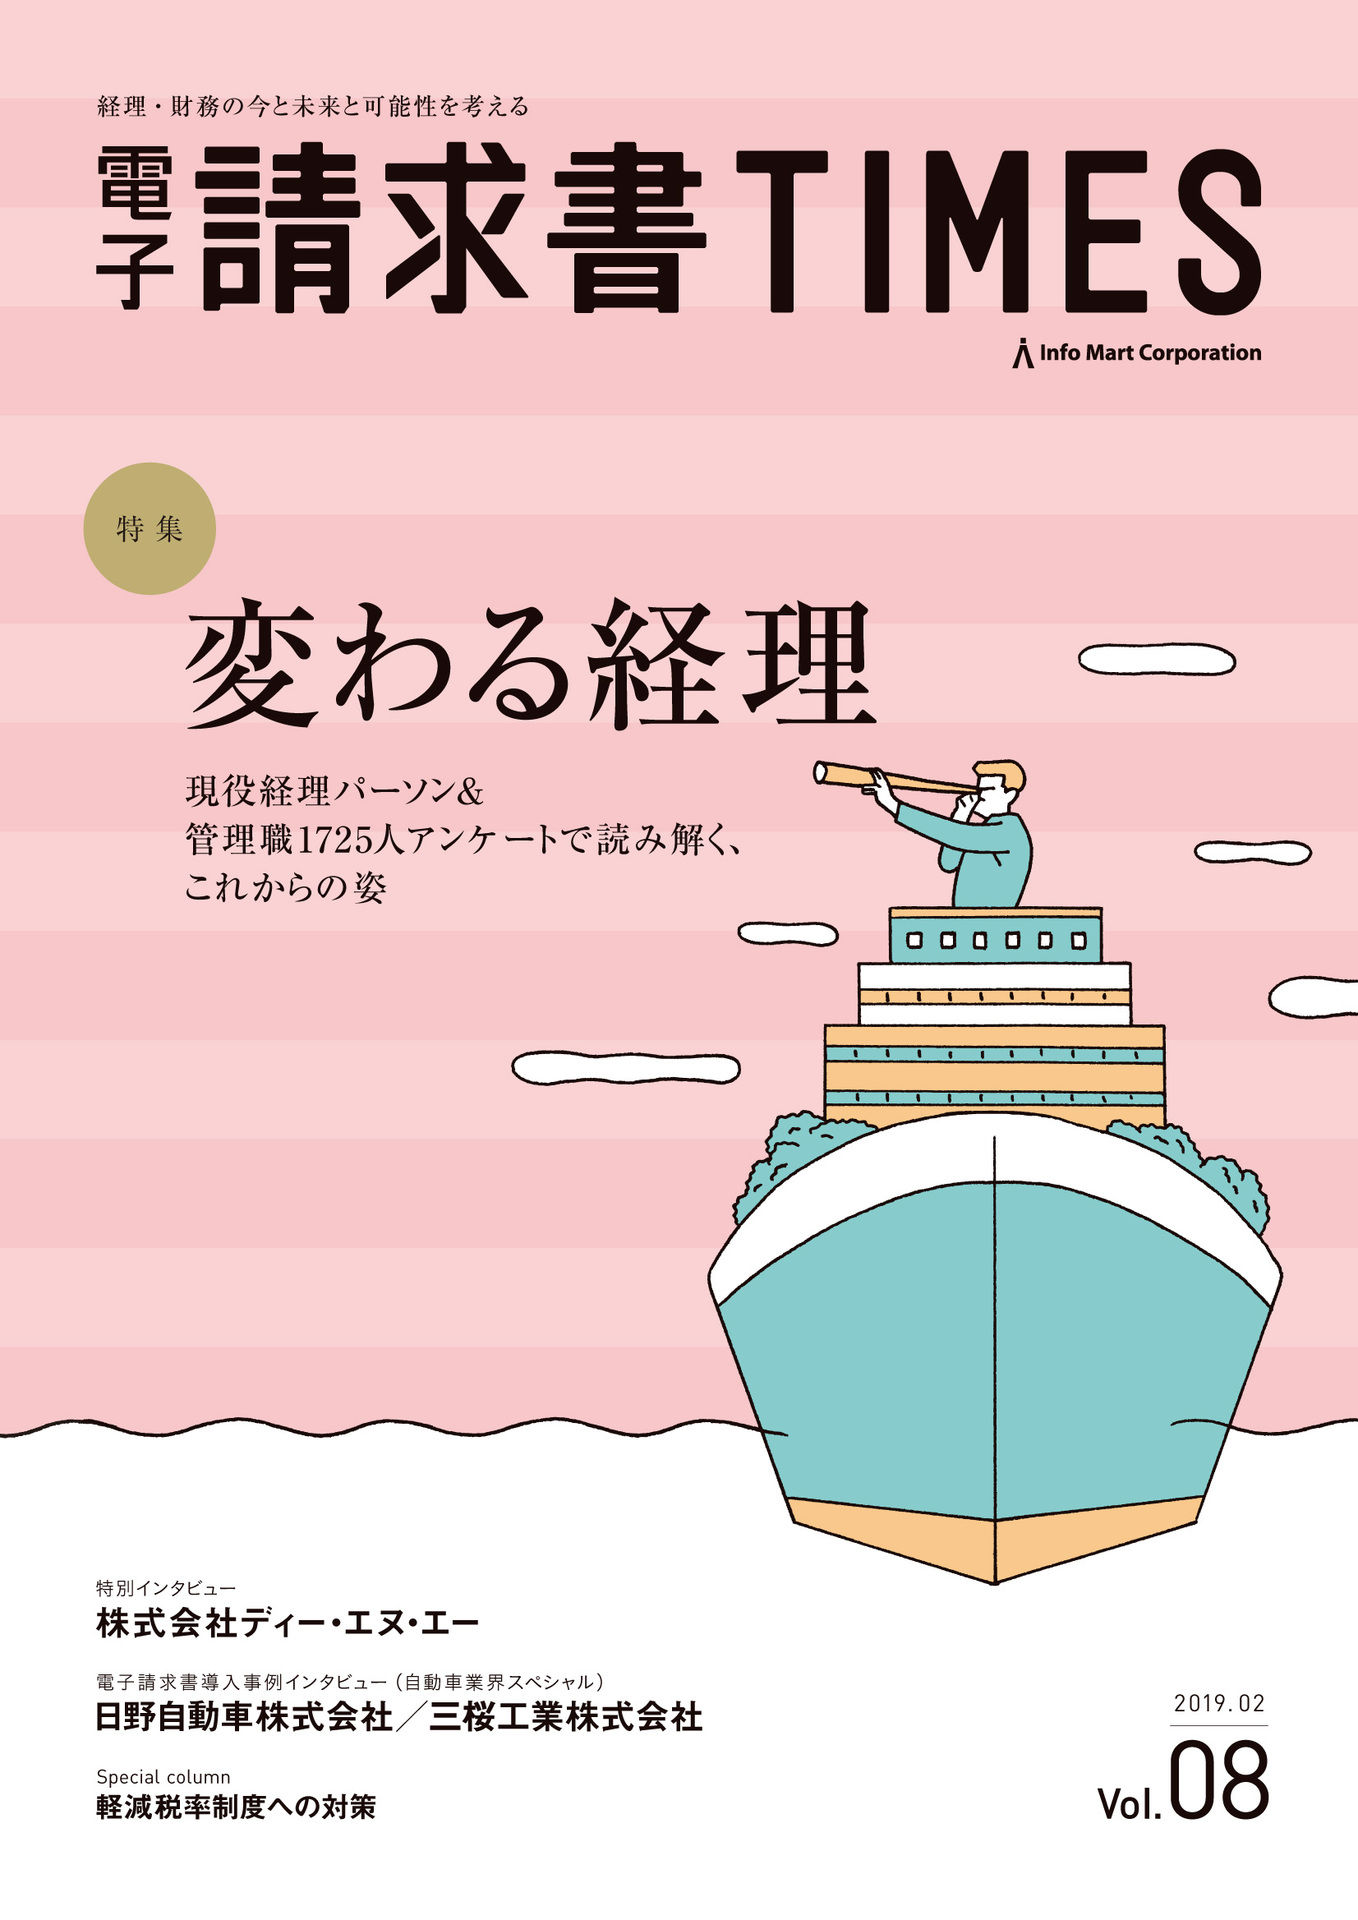 経理・財務の今と未来と可能性を考える
電子請求書TIMES
Info Mart Corporation
特集
変わる経理
現役経理パーソン&
管理職1725人アンケートで読み解く、
これからの姿
特別インタビュー
株式会社ディー・エヌ・エー
電子請求書導入事例インタビュー（自動車業界スペシャル）
日野自動車株式会社／三桜工業株式会社
Special column
軽減税率制度への対策
2019.02
Vol.08